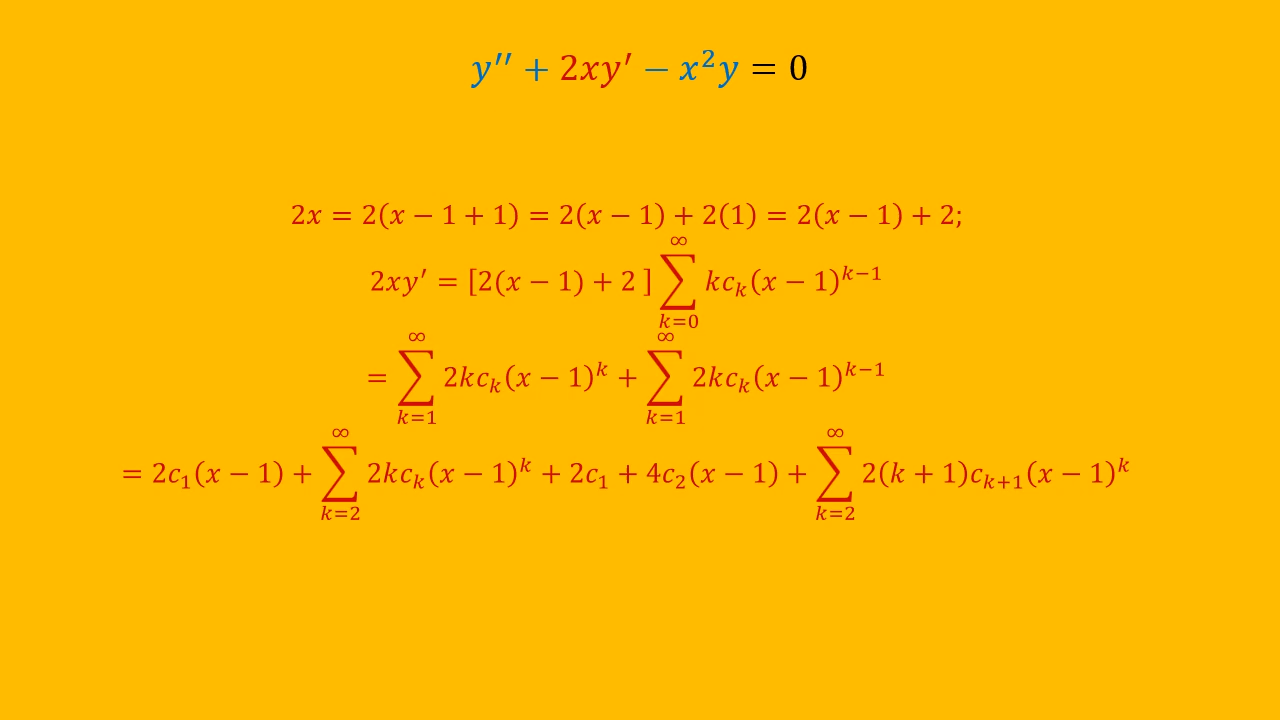 𝑦′′ + 2𝑥𝑦′ − 𝑥²𝑦 = 0
2𝑥 = 2(𝑥 − 1 + 1) = 2(𝑥 − 1) + 2(1) = 2(𝑥 − 1) + 2;
2𝑥𝑦′ = [2(𝑥 − 1) + 2 ] ∑_{𝑘=0}^{∞} 𝑘𝑐_𝑘(𝑥 − 1)^{𝑘−1}
= ∑_{𝑘=1}^{∞} 2𝑘𝑐_𝑘(𝑥 − 1)^𝑘 + ∑_{𝑘=1}^{∞} 2𝑘𝑐_𝑘(𝑥 − 1)^{𝑘−1}
= 2𝑐_1(𝑥 − 1) + ∑_{𝑘=2}^{∞} 2𝑘𝑐_𝑘(𝑥 − 1)^𝑘 + 2𝑐_1 + 4𝑐_2(𝑥 − 1) + ∑_{𝑘=2}^{∞} 2(𝑘 + 1)𝑐_{𝑘+1}(𝑥 − 1)^𝑘